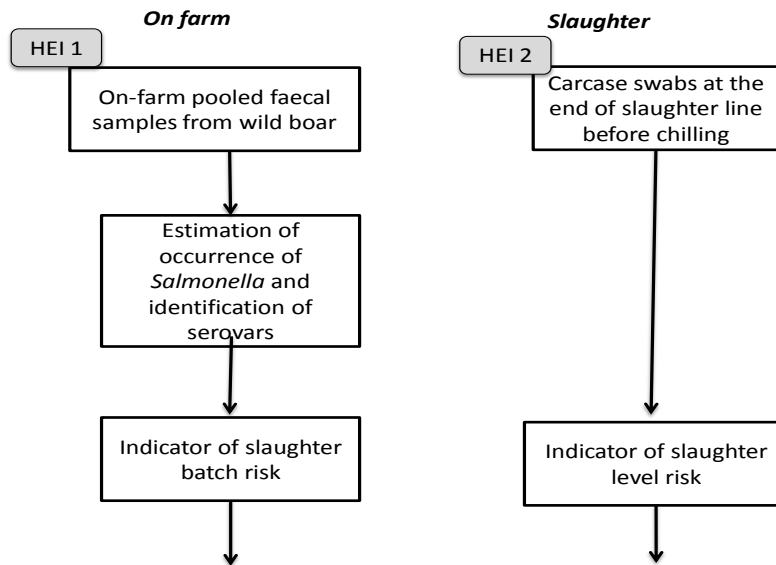 On farm
HEI 1
On-farm pooled faecal
samples from wild boar
Estimation of
occurrence of
Salmonella and
identification of
serovars
Indicator of slaughter
batch risk
Slaughter
HEI 2
Carcase swabs at the
end of slaughter line
before chilling
Indicator of slaughter
level risk